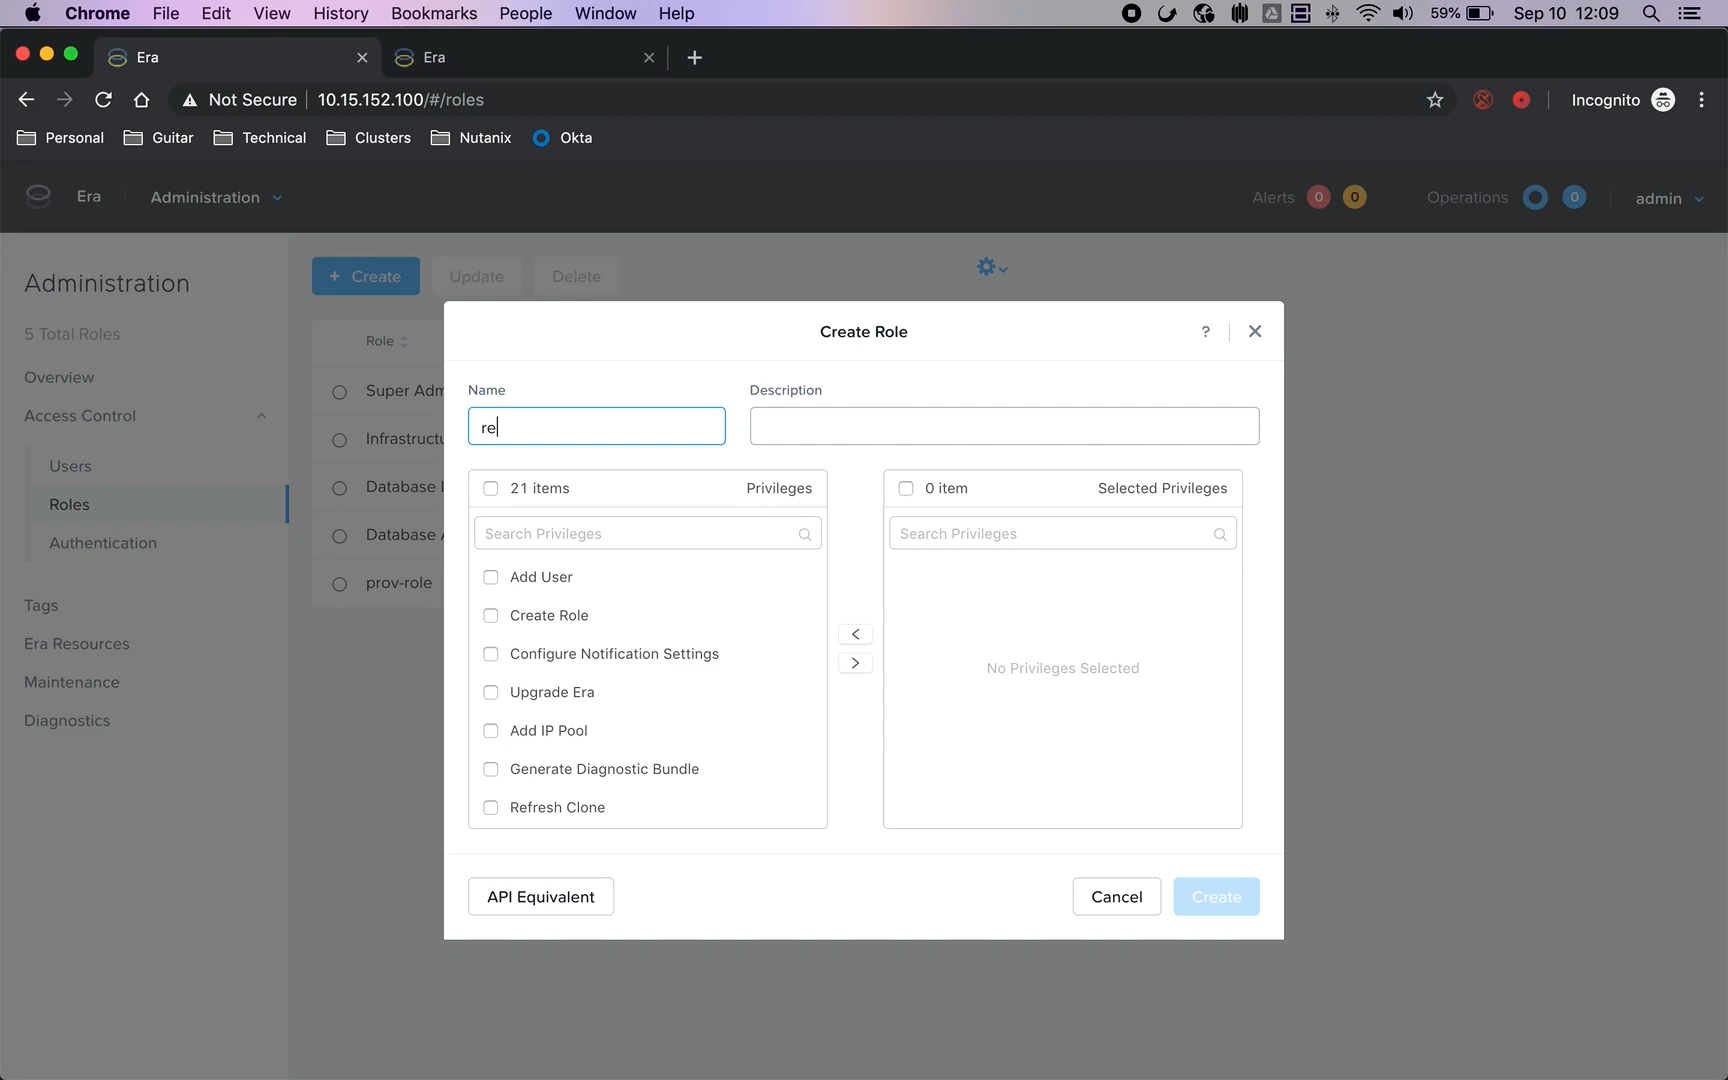 Chrome File Edit View History Bookmarks People Window Help 59% Sep 10 12:09
Era Era
Not Secure 10.15.152.100/#/roles Incognito
Personal Guitar Technical Clusters Nutanix Okta
Era Administration Alerts 0 0 Operations 0 admin
Administration
5 Total Roles
Overview
Access Control
Users
Roles
Authentication
Tags
Era Resources
Maintenance
Diagnostics
+ Create Update Delete
Role
Super Adm
Infrastructu
Database
Database
prov-role
Create Role ?
Name Description
re
21 items Privileges
Search Privileges
Add User
Create Role
Configure Notification Settings
Upgrade Era
Add IP Pool
Generate Diagnostic Bundle
Refresh Clone
< 
>
0 item Selected Privileges
Search Privileges
No Privileges Selected
API Equivalent Cancel Create